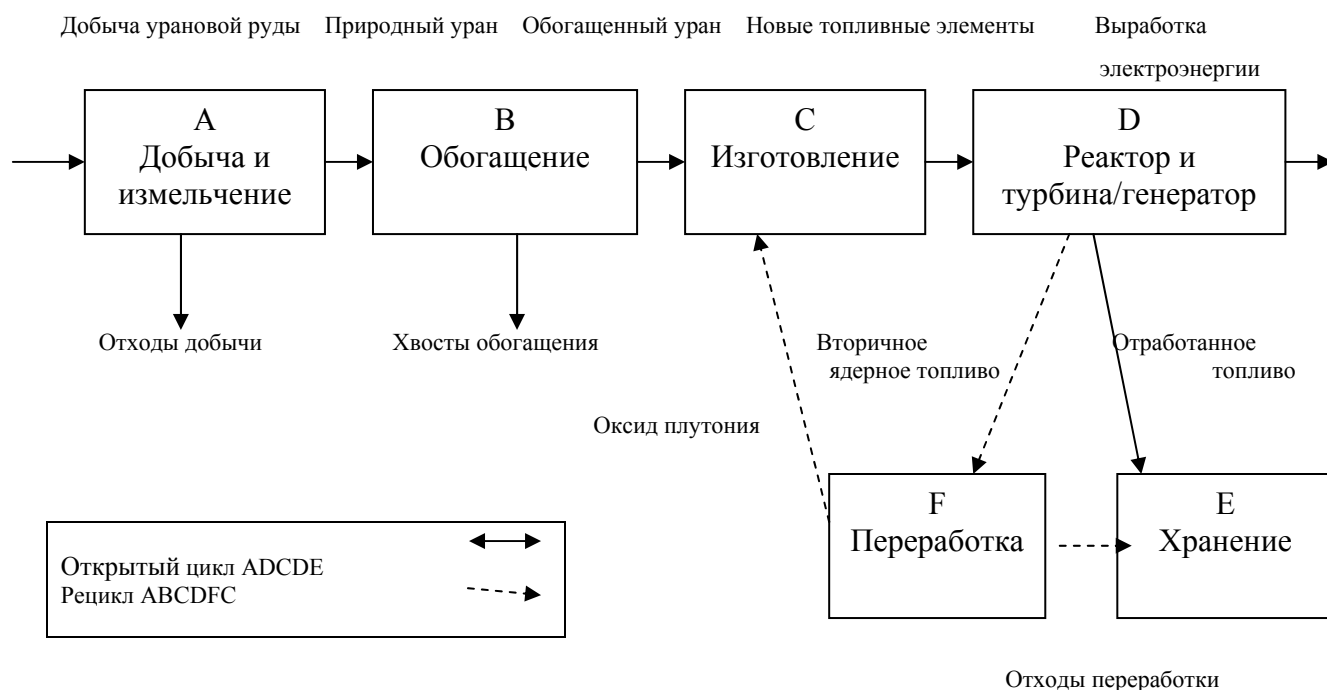 Добыча урановой руды Природный уран Обогащенный уран Новые топливные элементы Выработка
электроэнергии
A
Добыча и
измельчение
B
Обогащение
C
Изготовление
D
Реактор и
турбина/генератор
Отходы добычи
Хвосты обогащения
Вторичное
ядерное топливо
Отработанное
топливо
Оксид плутония
F
Переработка
E
Хранение
Открытый цикл ADCDE
Рецикл ABCDFC
Отходы переработки